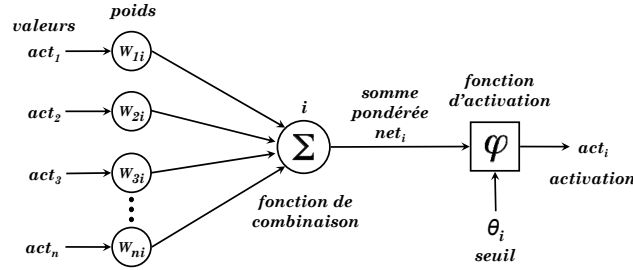 valeurs
poids
act1
W1i
act2
W2i
act3
W3i
actn
Wni
i
Σ
fonction de
combinaison
somme
pondérée
neti
fonction
d'activation
φ
acti
activation
θi
seuil